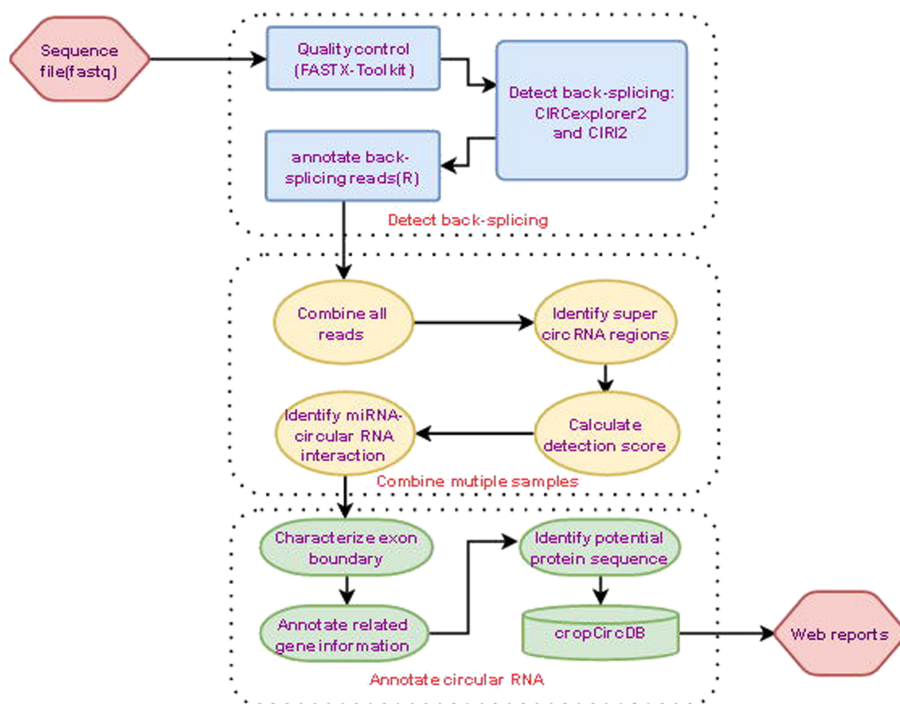 Sequence
file(fastq)
Quality control
(FASTX-Toolkit)
Detect back-splicing:
CIRCexplorer2
and CIRI2
annotate back-
splicing reads(R)
Detect back-splicing
Combine all
reads
Identify super
circ RNA regions
Identify miRNA-
circular RNA
interaction
Calculate
detection score
Combine mutiple samples
Characterize exon
boundary
Identify potential
protein sequence
Annotate related
gene information
cropCircDB
Web reports
Annotate circular RNA